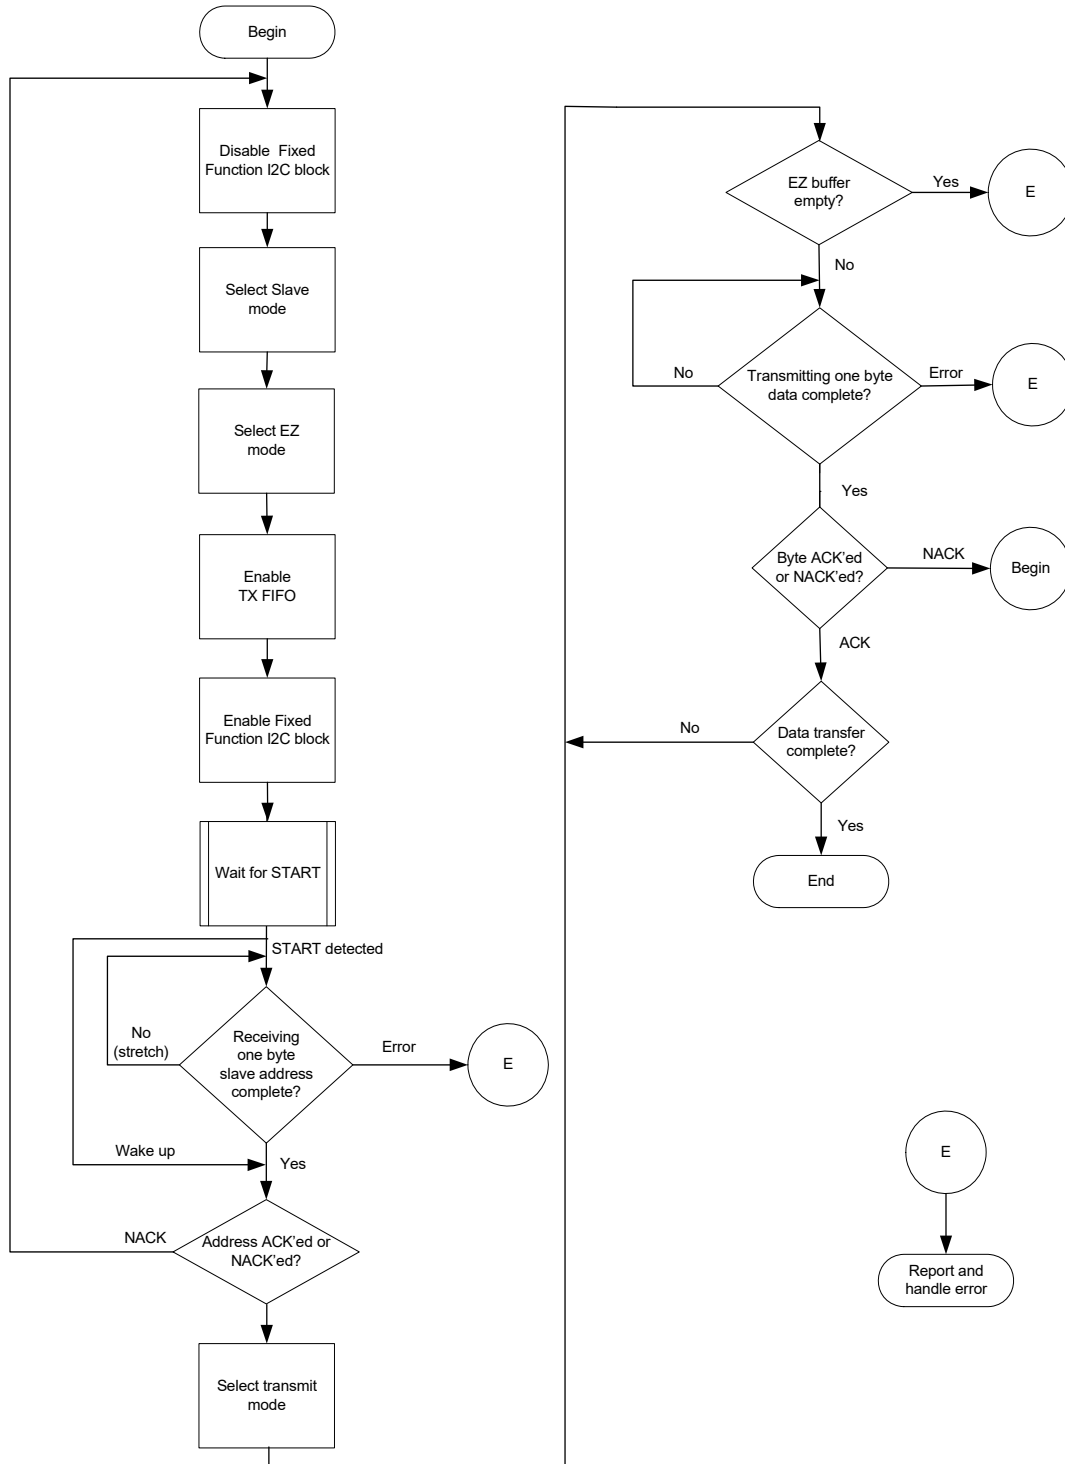 Begin
Disable Fixed
Function I2C block
Select Slave
mode
Select EZ
mode
Enable
TX FIFO
Enable Fixed
Function I2C block
Wait for START
START detected
No
(stretch)
Receiving
one byte
slave address
complete?
Error
E
Wake up
Yes
NACK
Address ACK'ed or
NACK'ed?
Select transmit
mode
EZ buffer
empty?
Yes
E
No
No
Transmitting one byte
data complete?
Error
E
Yes
Byte ACK'ed
or NACK'ed?
NACK
Begin
ACK
No
Data transfer
complete?
Yes
End
E
Report and
handle error